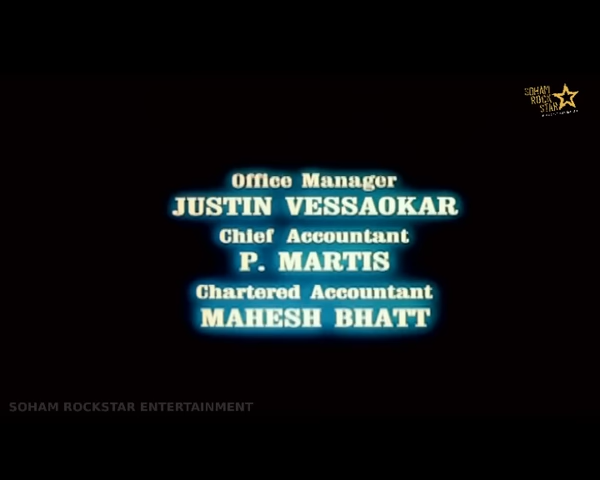 SOHAM
ROCK
STAR
Office Manager
JUSTIN VESSAOKAR
Chief Accountant
P. MARTIS
Chartered Accountant
MAHESH BHATT
SOHAM ROCKSTAR ENTERTAINMENT